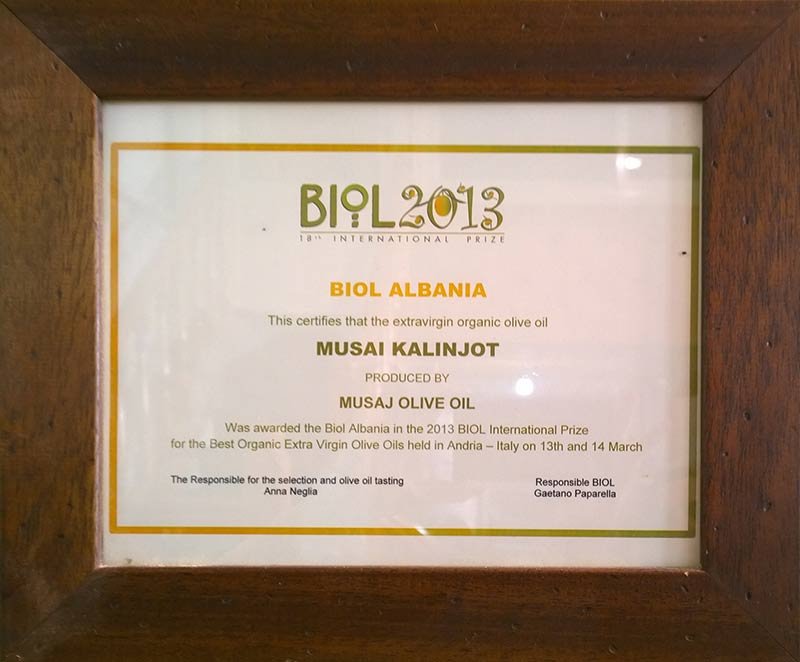 BIOL2013
18th INTERNATIONAL PRIZE
BIOL ALBANIA
This certifies that the extravirgin organic olive oil
MUSAI KALINJOT
PRODUCED BY
MUSAJ OLIVE OIL
Was awarded the Biol Albania in the 2013 BIOL International Prize
for the Best Organic Extra Virgin Olive Oils held in Andria – Italy on 13th and 14 March
The Responsible for the selection and olive oil tasting
Anna Neglia
Responsible BIOL
Gaetano Paparella